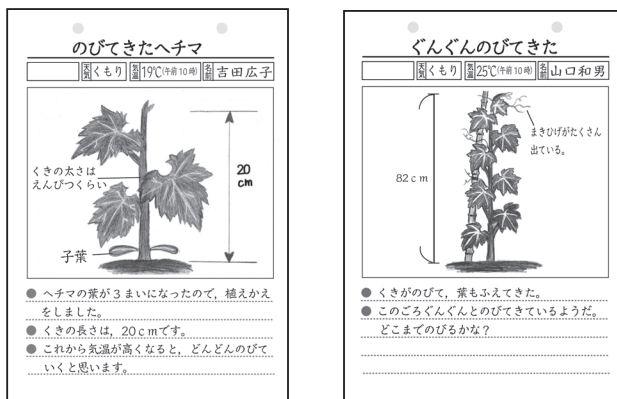 のびてきたヘチマ
天気 くもり 気温 19℃(午前10時) 名前 吉田広子
くきの太さは
えんぴつくらい
20
cm
子葉
● ヘチマの葉が3まいになったので，植えかえ
をしました。
● くきの長さは，20cmです。
● これから気温が高くなると，どんどんのびて
いくと思います。
ぐんぐんのびてきた
天気 くもり 気温 25℃(午前10時) 名前 山口和男
まきひげがたくさん
出ている。
82cm
● くきがのびて，葉もふえてきた。
● このごろぐんぐんとのびてきているようだ。
どこまでのびるかな？